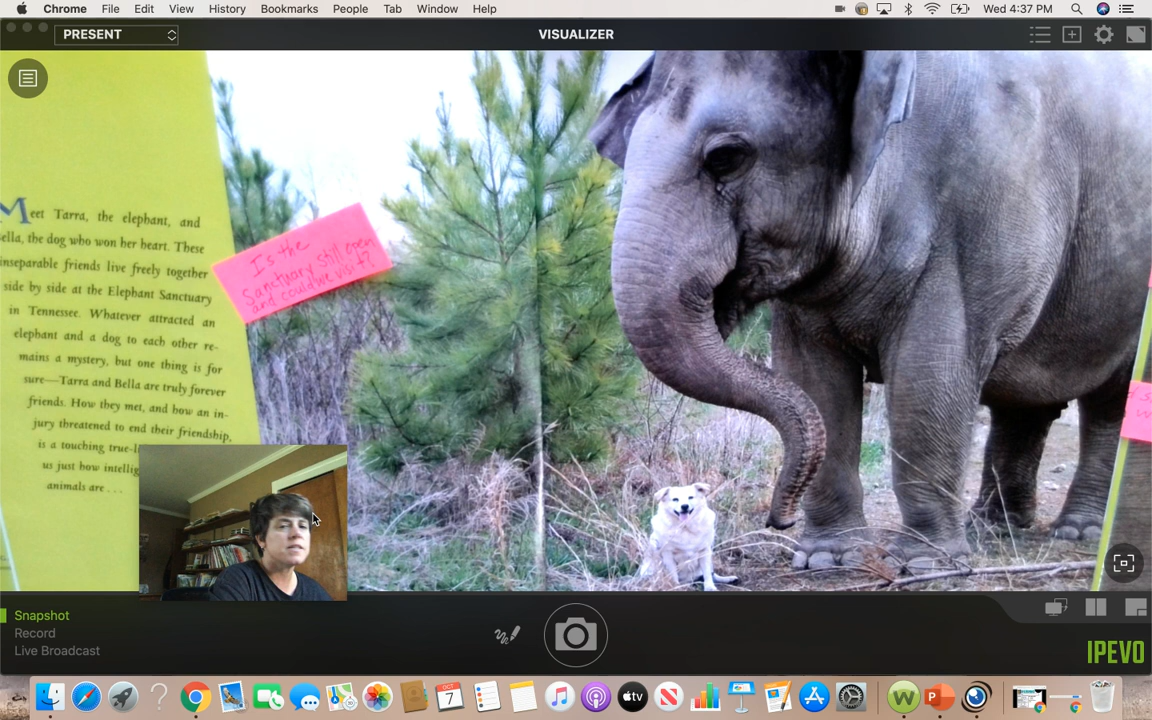 Chrome File Edit View History Bookmarks People Tab Window Help Wed 4:37 PM
PRESENT
VISUALIZER
Meet Tarra, the elephant, and
ella, the dog who won her heart. These
inseparable friends live freely together
side by side at the Elephant Sanctuary
in Tennessee. Whatever attracted an
elephant and a dog to each other re-
mains a mystery, but one thing is for
sure—Tarra and Bella are truly forever
friends. How they met, and how an in-
jury threatened to end their friendship,
is a touching true-
us just how
animals are . . .
Is the
Sanctuary still open
and could we visit?
Snapshot
Record
Live Broadcast
IPEVO
OCT
7
tv